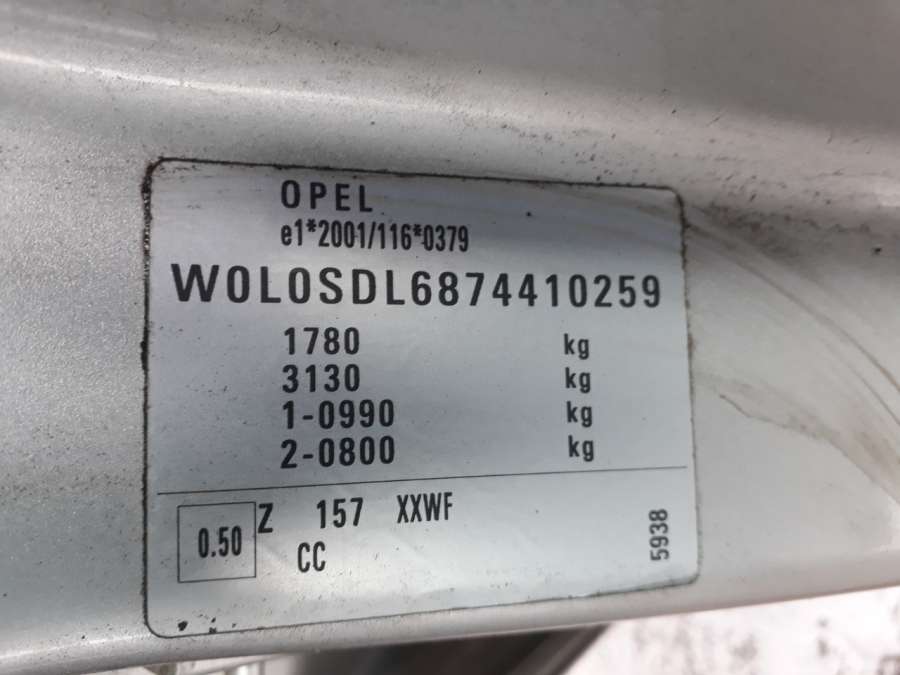 OPEL
e1*2001/116*0379
W0L0SDL6874410259
1780 kg
3130 kg
1-0990 kg
2-0800 kg
0.50 Z 157 XXWF
CC
5938